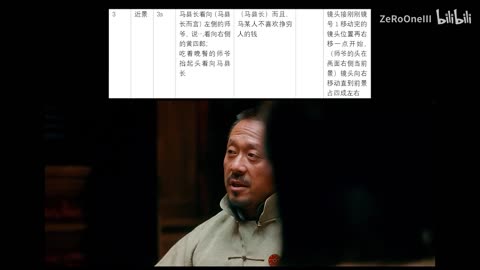 3 近景 3s 马县长看向（马县 （马县长）而且， 镜头接刚刚镜
长而言）左侧的师 马某人不喜欢挣穷 号1移动完的
爷，说…看向右侧 人的钱 镜头位置再右
的黄四郎； 移一点开始，
吃着晚餐的师爷 （师爷的头在
抬起头看向马县 画面右侧当前
长 景）镜头向右
移动直到前景
占四成左右
ZeRoOneIII bilibili